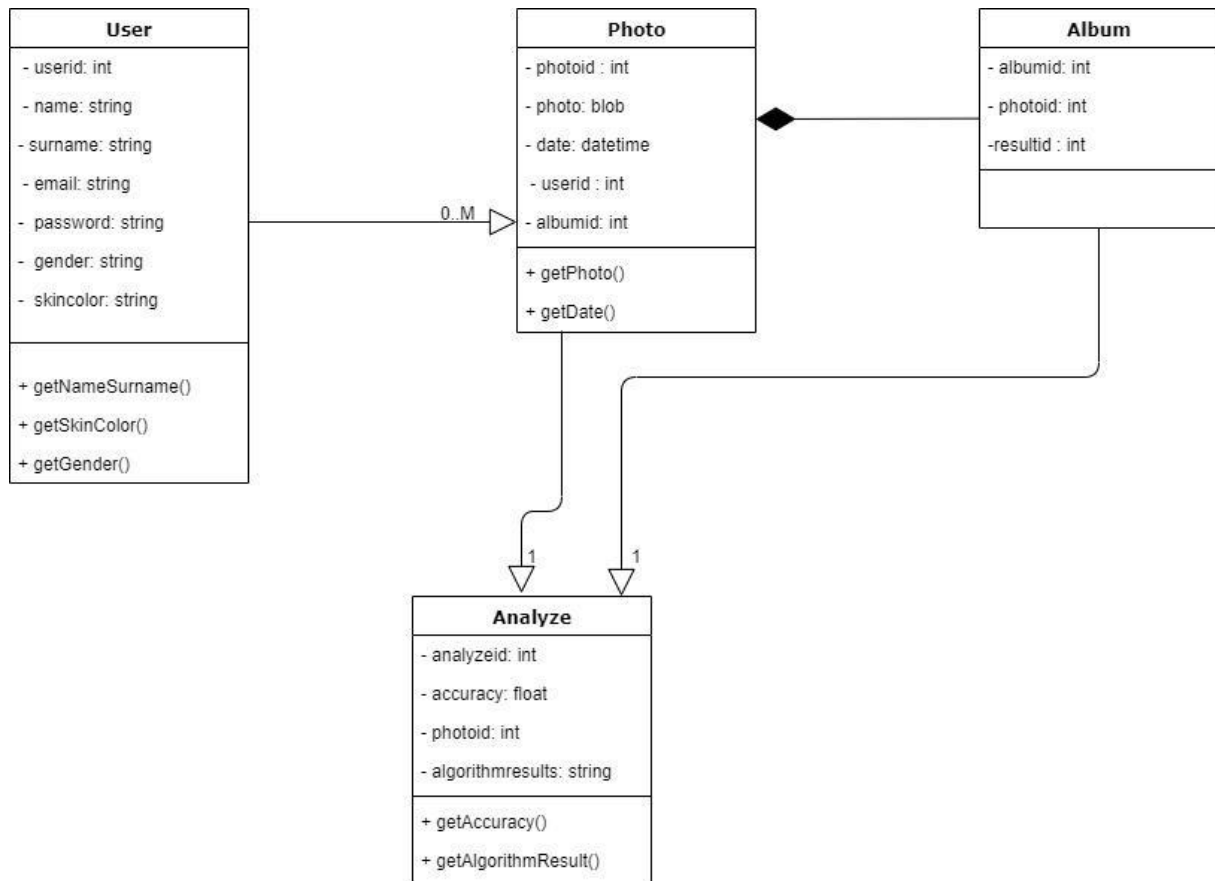 User
- userid: int
- name: string
- surname: string
- email: string
- password: string
- gender: string
- skincolor: string
+ getNameSurname()
+ getSkinColor()
+ getGender()
0..M
Photo
- photoid : int
- photo: blob
- date: datetime
- userid : int
- albumid: int
+ getPhoto()
+ getDate()
Album
- albumid: int
- photoid: int
-resultid : int
1
1
Analyze
- analyzeid: int
- accuracy: float
- photoid: int
- algorithmresults: string
+ getAccuracy()
+ getAlgorithmResult()